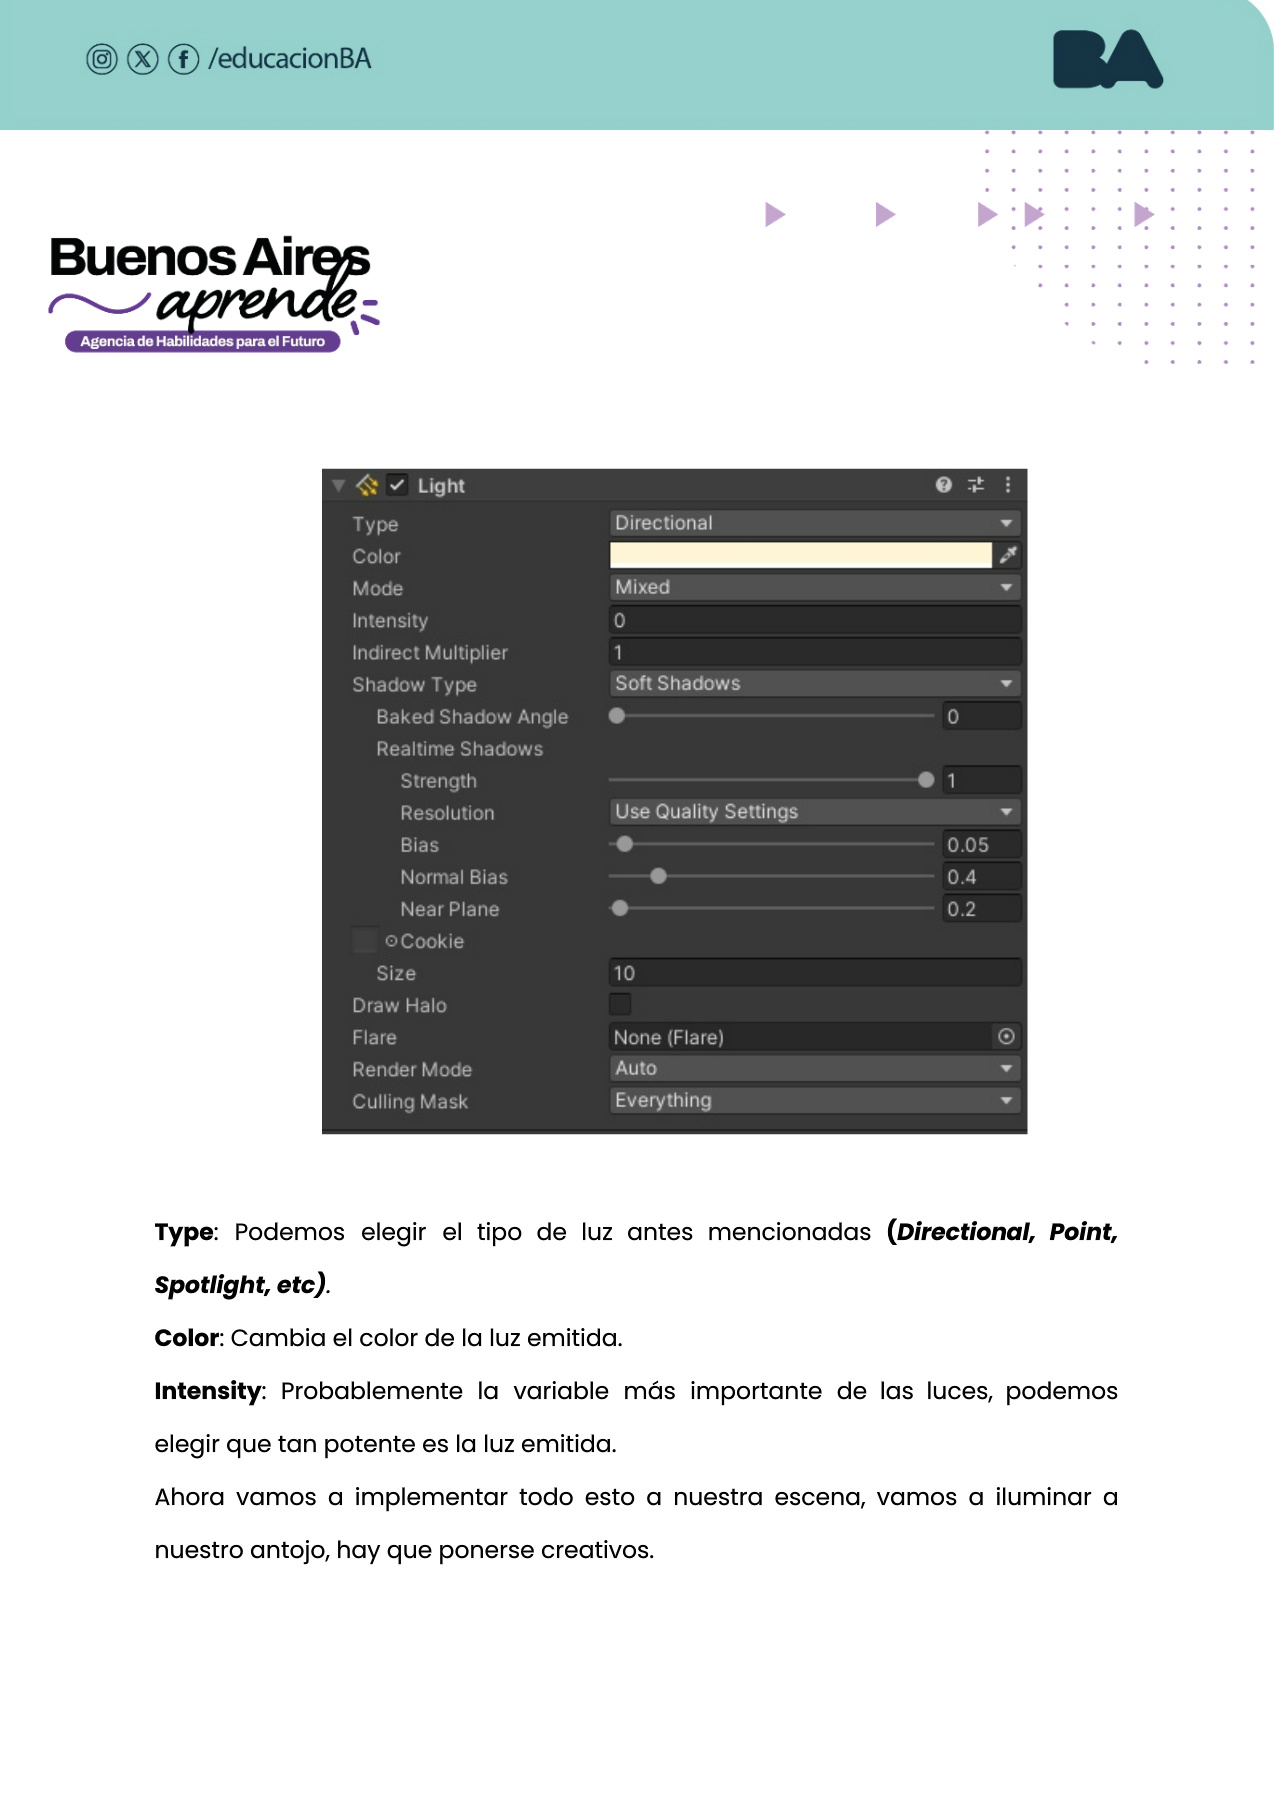 /educacionBA
BA
Buenos Aires
aprende
Agencia de Habilidades para el Futuro
Light
Type Directional
Color
Mode Mixed
Intensity 0
Indirect Multiplier 1
Shadow Type Soft Shadows
Baked Shadow Angle 0
Realtime Shadows
Strength 1
Resolution Use Quality Settings
Bias 0.05
Normal Bias 0.4
Near Plane 0.2
Cookie
Size 10
Draw Halo
Flare None (Flare)
Render Mode Auto
Culling Mask Everything
Type: Podemos elegir el tipo de luz antes mencionadas (Directional, Point,
Spotlight, etc).
Color: Cambia el color de la luz emitida.
Intensity: Probablemente la variable más importante de las luces, podemos
elegir que tan potente es la luz emitida.
Ahora vamos a implementar todo esto a nuestra escena, vamos a iluminar a
nuestro antojo, hay que ponerse creativos.